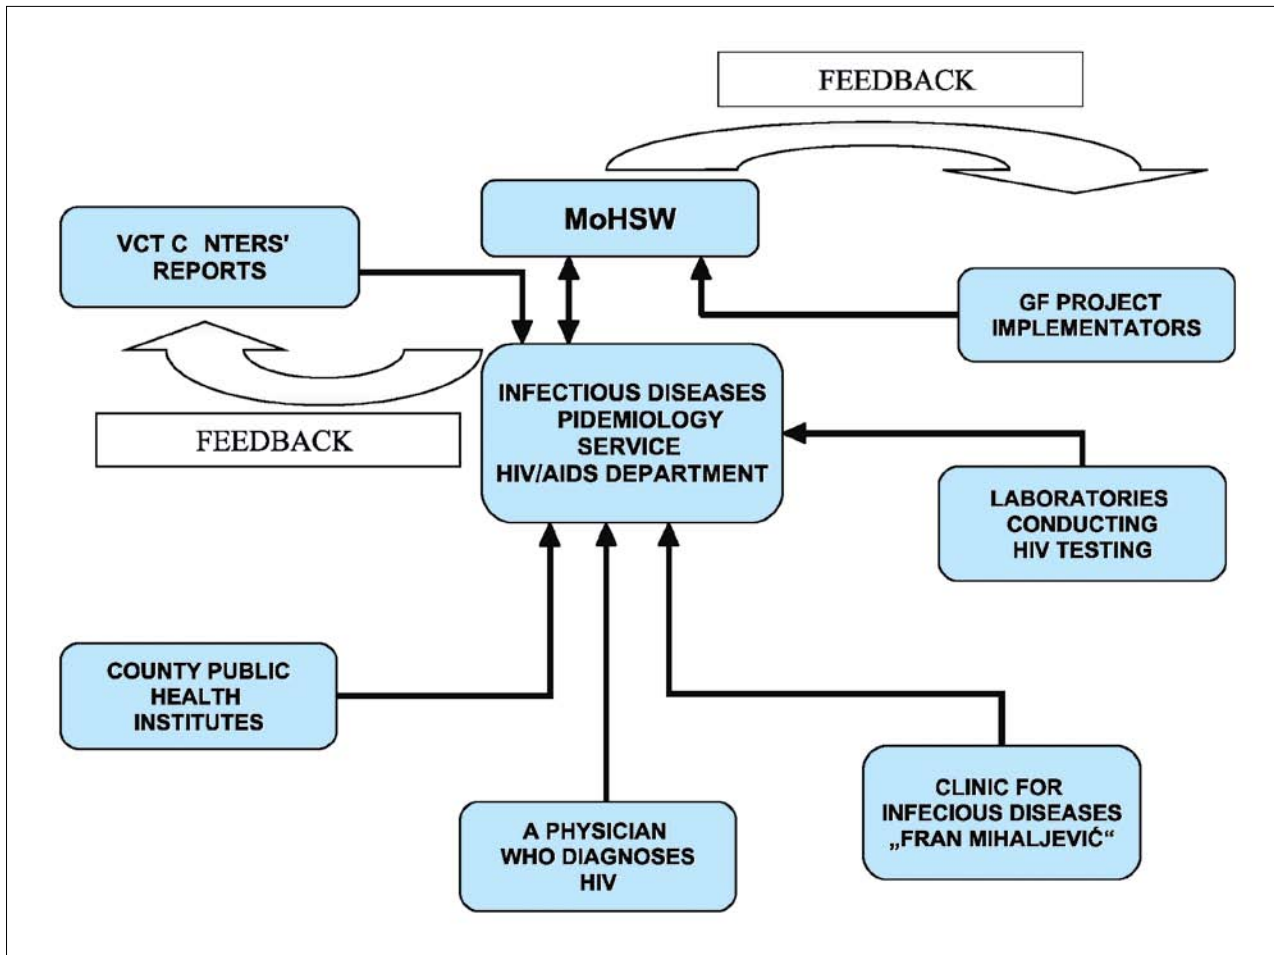 FEEDBACK
MoHSW
VCT C NTERS'
REPORTS
GF PROJECT
IMPLEMENTATORS
INFECTIOUS DISEASES
PIDEMIOLOGY
SERVICE
HIV/AIDS DEPARTMENT
FEEDBACK
LABORATORIES
CONDUCTING
HIV TESTING
COUNTY PUBLIC
HEALTH
INSTITUTES
A PHYSICIAN
WHO DIAGNOSES
HIV
CLINIC FOR
INFECIOUS DISEASES
„FRAN MIHALJEVIĆ“